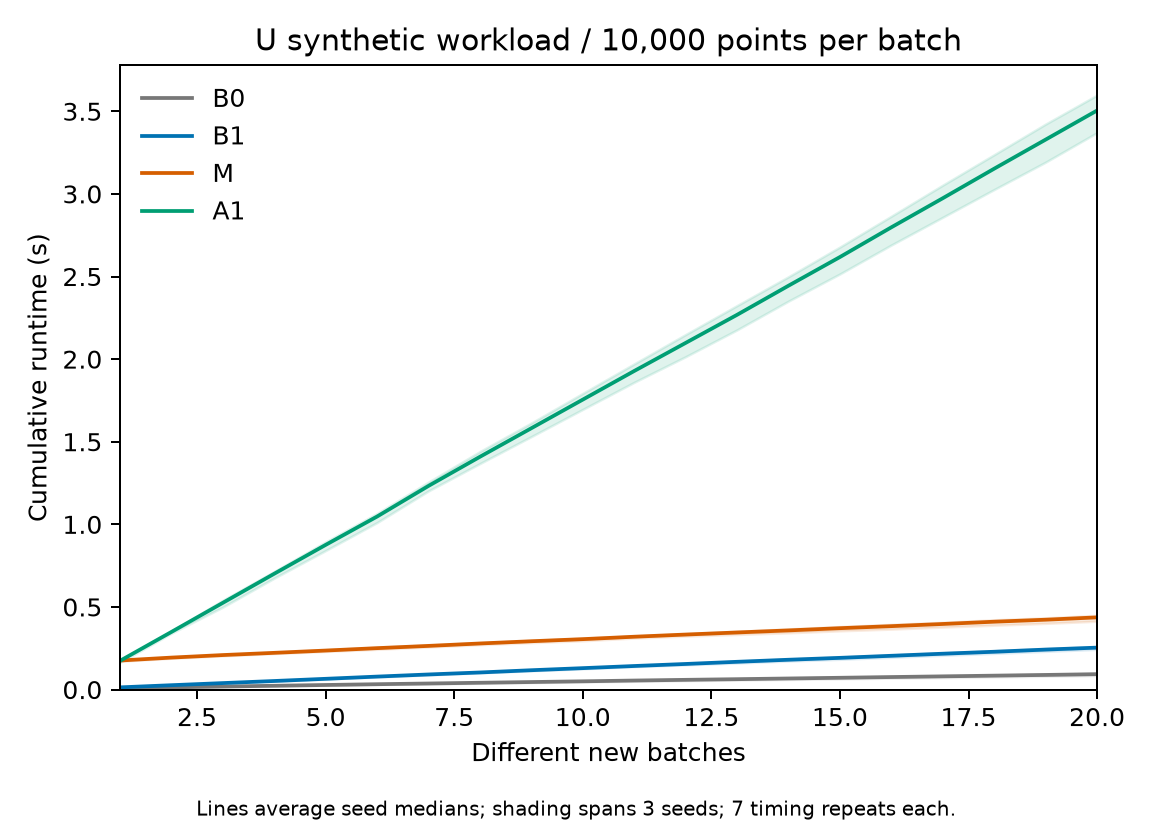 U synthetic workload / 10,000 points per batch
B0
B1
M
A1
Cumulative runtime (s)
3.5
3.0
2.5
2.0
1.5
1.0
0.5
0.0
2.5 5.0 7.5 10.0 12.5 15.0 17.5 20.0
Different new batches
Lines average seed medians; shading spans 3 seeds; 7 timing repeats each.